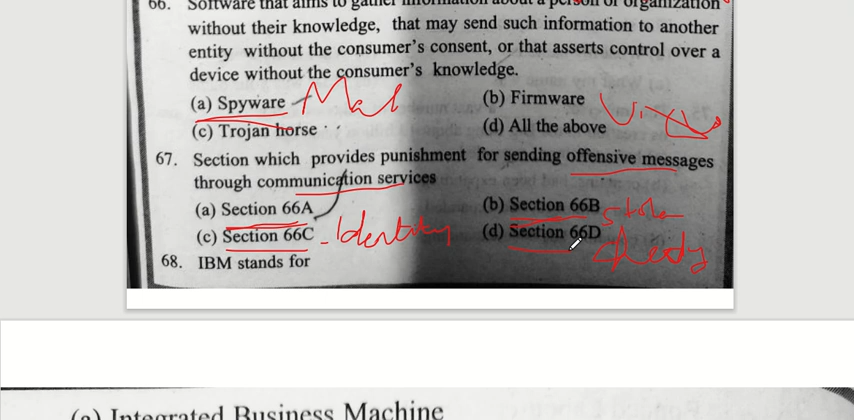 66. Software that aims to gather information about a person or organization
without their knowledge, that may send such information to another
entity without the consumer's consent, or that asserts control over a
device without the consumer's knowledge.
(a) Spyware Mal (b) Firmware
(c) Trojan horse (d) All the above
67. Section which provides punishment for sending offensive messages
through communication services
(a) Section 66A (b) Section 66B
(c) Section 66C - Identity (d) Section 66D
68. IBM stands for
(a) Integrated Business Machine